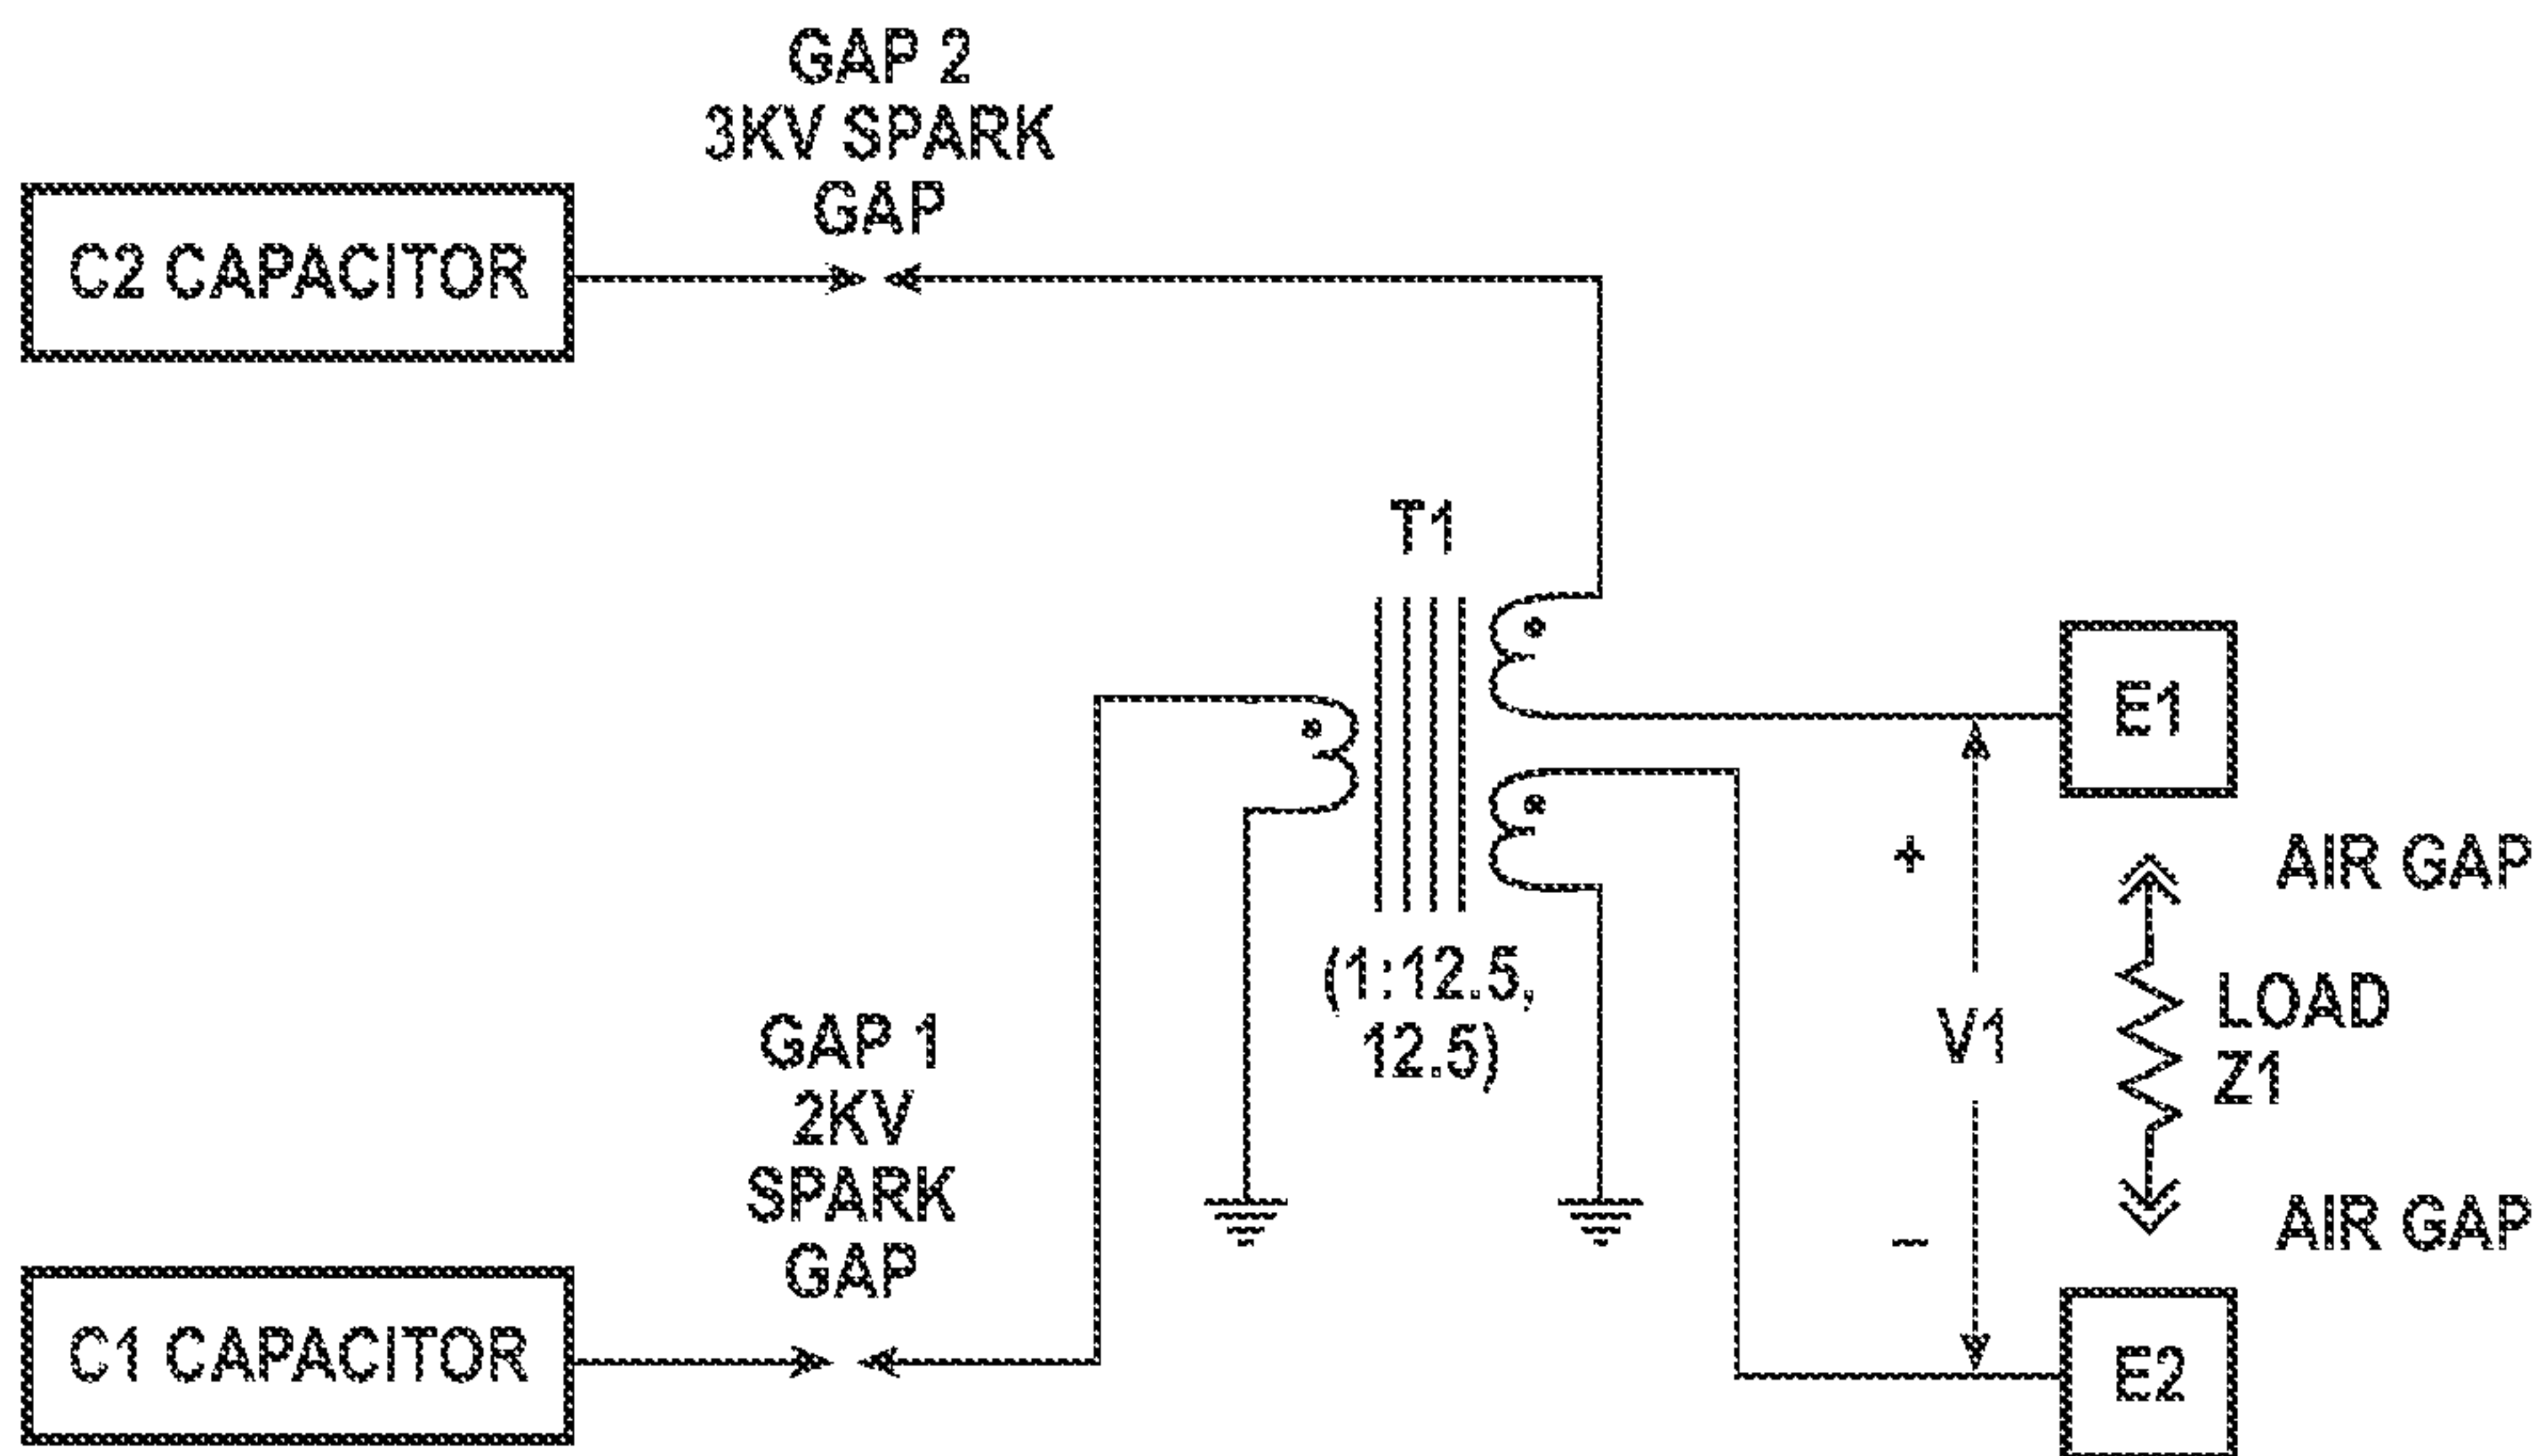 GAP 2
3KV SPARK
GAP
C2 CAPACITOR
T1
E1
+
AIR GAP
(1:12.5,
12.5)
V1
LOAD
Z1
GAP 1
2KV
SPARK
GAP
-
AIR GAP
C1 CAPACITOR
E2